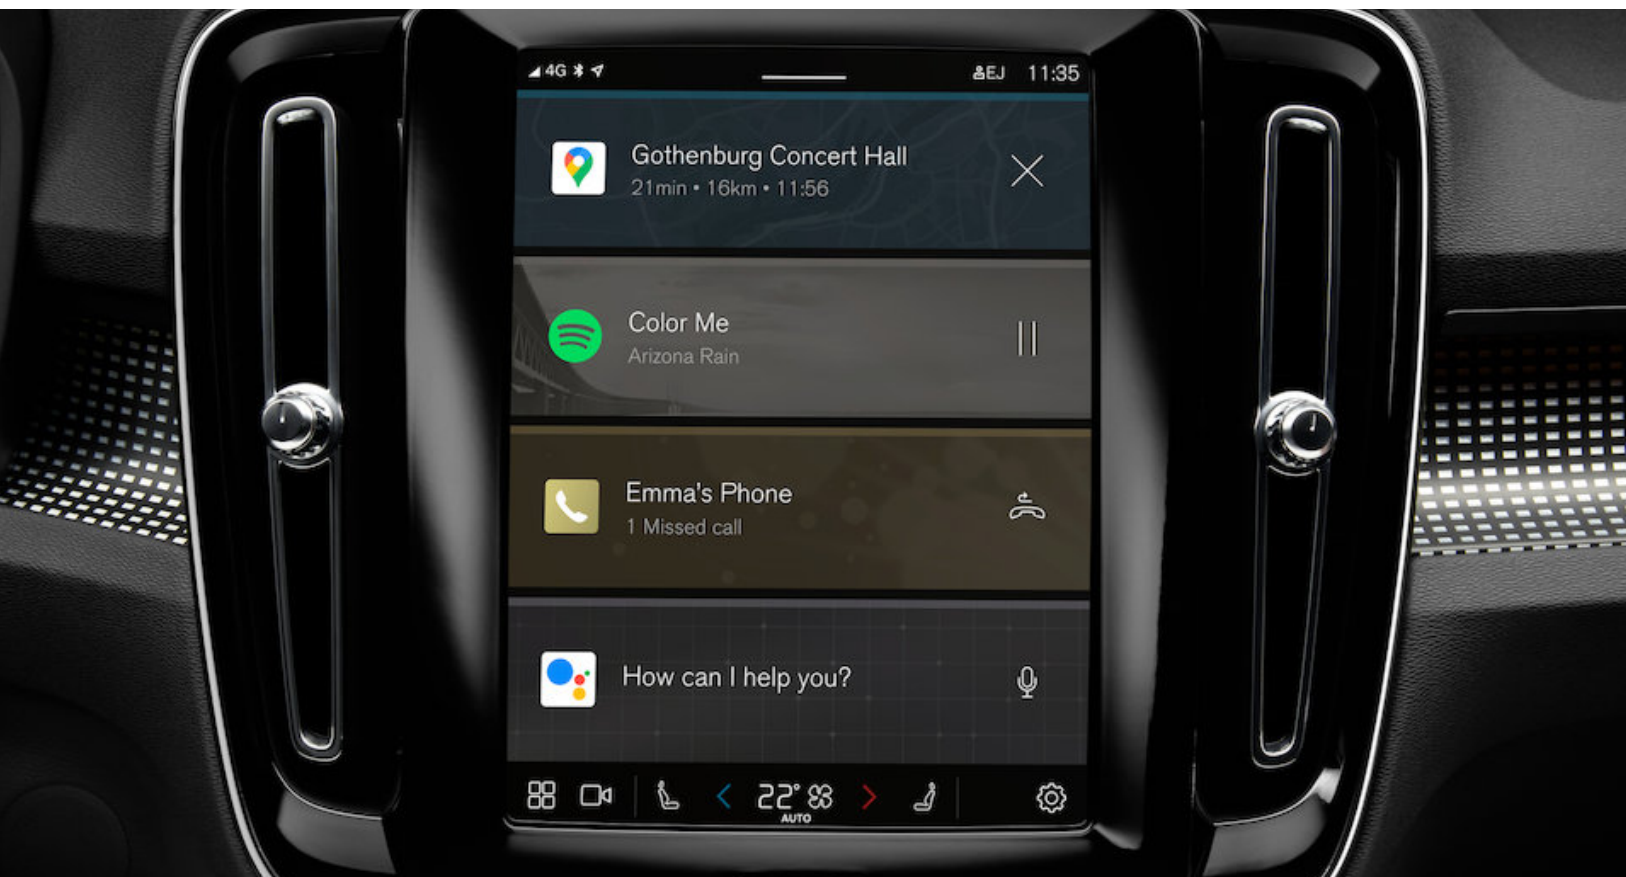 4G EJ 11:35
Gothenburg Concert Hall
21min • 16km • 11:56
Color Me
Arizona Rain
Emma's Phone
1 Missed call
How can I help you?
22°
AUTO